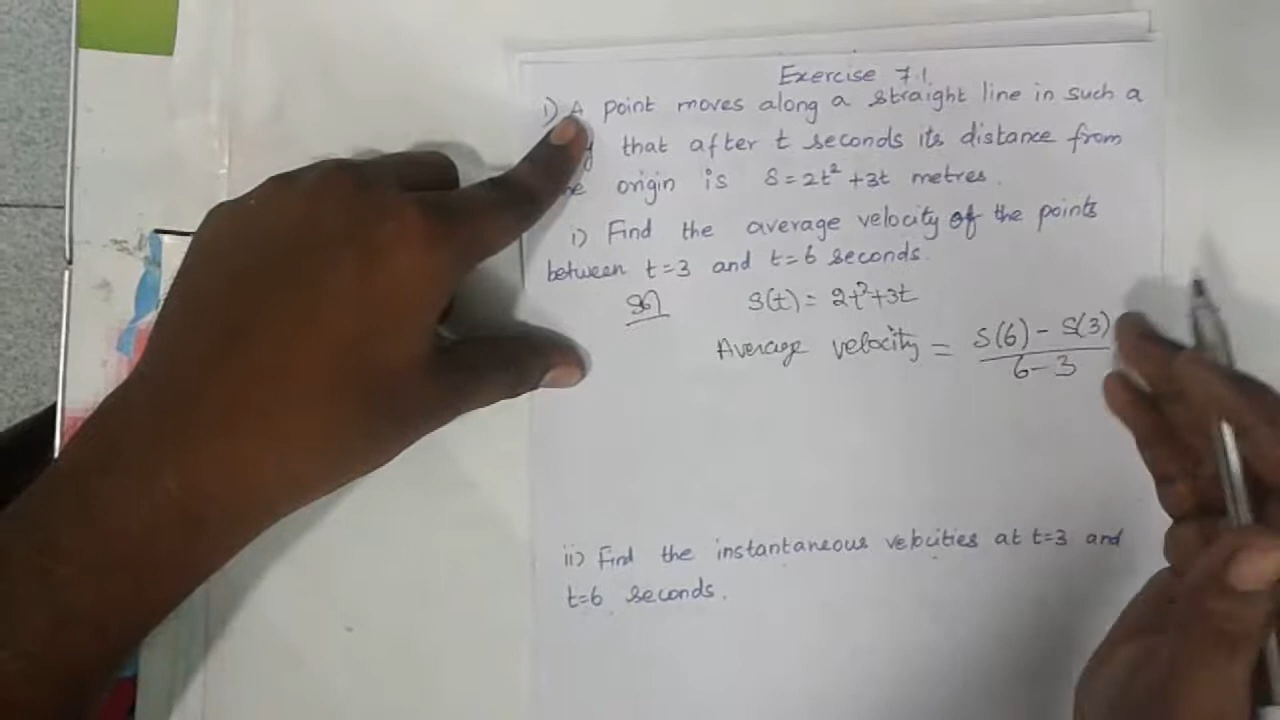 Exercise 7.1
1) A point moves along a straight line in such a
that after t seconds its distance from
origin is S = 2t² + 3t metres.
i) Find the average velocity of the points
between t=3 and t=6 seconds.
Sol S(t) = 2t²+3t
Average velocity = S(6) - S(3) / 6-3
ii) Find the instantaneous velocities at t=3 and
t=6 seconds.